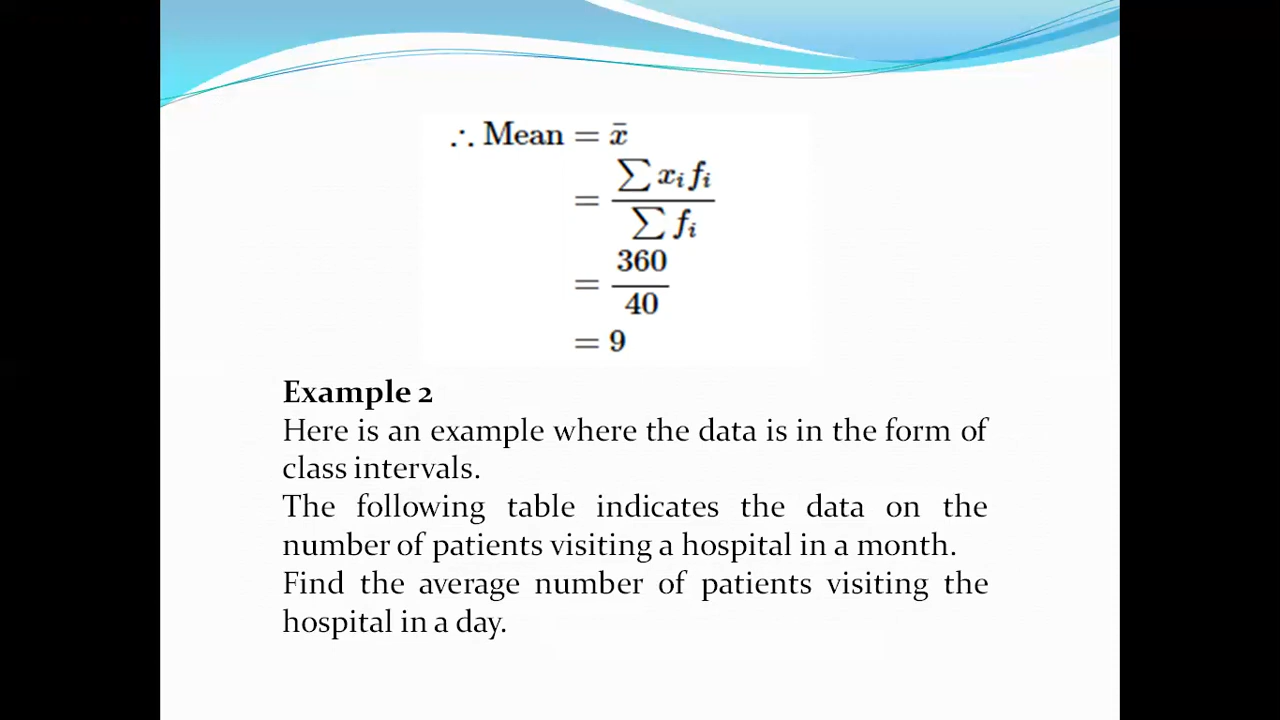 ∴ Mean = x̄
= ∑ xᵢfᵢ / ∑ fᵢ
= 360 / 40
= 9
Example 2
Here is an example where the data is in the form of
class intervals.
The following table indicates the data on the
number of patients visiting a hospital in a month.
Find the average number of patients visiting the
hospital in a day.